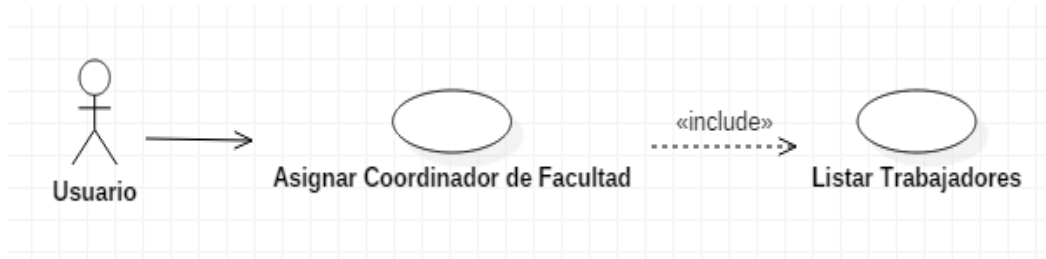 «include»
Usuario
Asignar Coordinador de Facultad
Listar Trabajadores